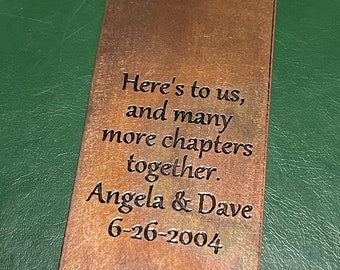 Here's to us,
and many
more chapters
together.
Angela & Dave
6-26-2004